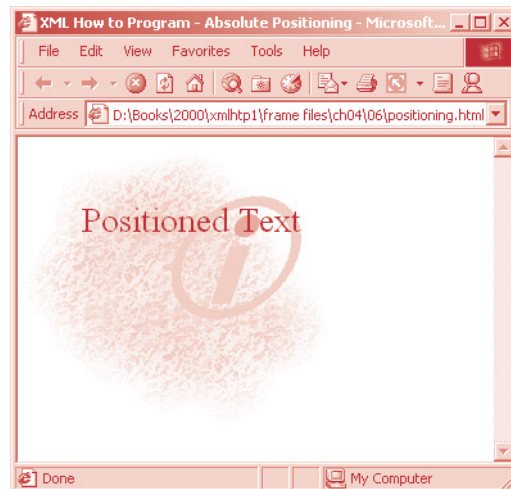 XML How to Program - Absolute Positioning - Microsoft...
File Edit View Favorites Tools Help
Address D:\Books\2000\xmlhtp1\frame files\ch04\06\positioning.html
Positioned Text
i
Done My Computer